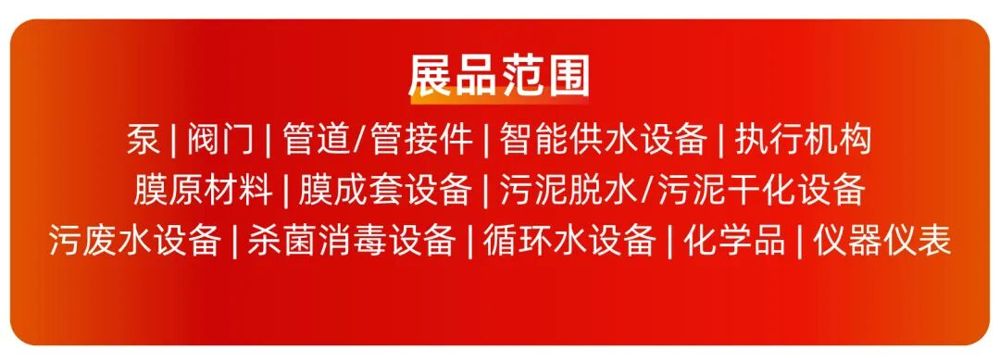 展品范围
泵 | 阀门 | 管道/管接件 | 智能供水设备 | 执行机构
膜原材料 | 膜成套设备 | 污泥脱水/污泥干化设备
污废水设备 | 杀菌消毒设备 | 循环水设备 | 化学品 | 仪器仪表